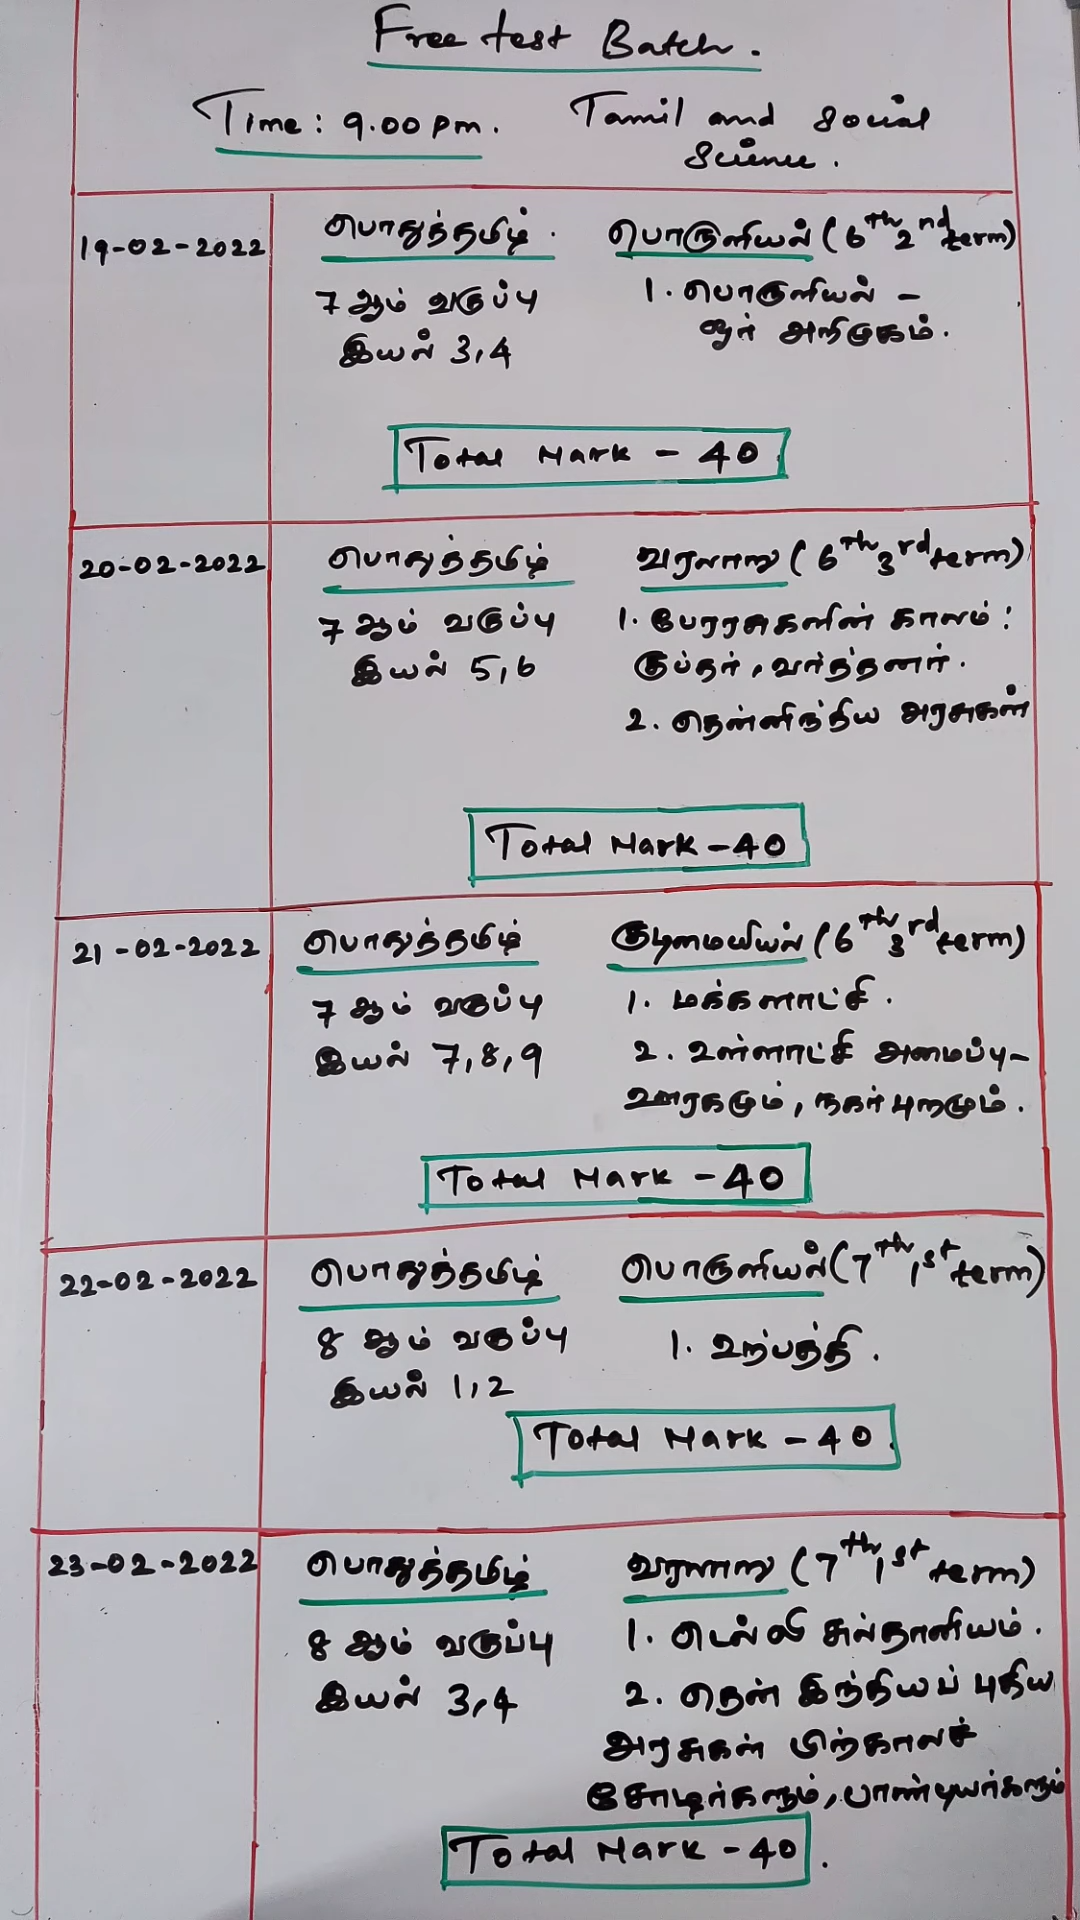 Free test Batch.
Time: 9.00 pm. Tamil and Social
Science.
19-02-2022 பொதுத்தமிழ். பொருளியல் (6th 2nd term)
7 ஆம் வகுப்பு 1. பொருளியல் -
இயல் 3,4 ஓர் அறிமுகம்.
Total Mark - 40
20-02-2022 பொதுத்தமிழ் வரலாறு (6th 3rd term)
7 ஆம் வகுப்பு 1. பேரரசுகளின் காலம்:
இயல் 5,6 குப்தர், வர்த்தனர்.
2. தென்னிந்திய அரசுகள்
Total Mark - 40
21-02-2022 பொதுத்தமிழ் குடிமையியல் (6th 3rd term)
7 ஆம் வகுப்பு 1. மக்களாட்சி.
இயல் 7,8,9 2. உள்ளாட்சி அமைப்பு-
ஊரகமும், நகர்புறமும்.
Total Mark - 40
22-02-2022 பொதுத்தமிழ் பொருளியல் (7th 1st term)
8 ஆம் வகுப்பு 1. உற்பத்தி.
இயல் 1,2
Total Mark - 40.
23-02-2022 பொதுத்தமிழ் வரலாறு (7th 1st term)
8 ஆம் வகுப்பு 1. டெல்லி சுல்தானியம்.
இயல் 3,4 2. தென் இந்தியப் புதிய
அரசுகள் பிற்காலச்
சோழர்களும், பாண்டியர்களும்
Total Mark - 40.